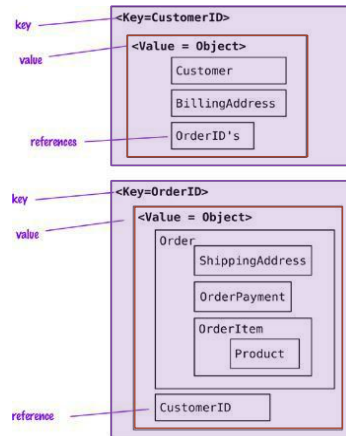 key
<Key=CustomerID>
value
<Value = Object>
Customer
BillingAddress
references
OrderID's
key
<Key=OrderID>
value
<Value = Object>
Order
ShippingAddress
OrderPayment
OrderItem
Product
reference
CustomerID